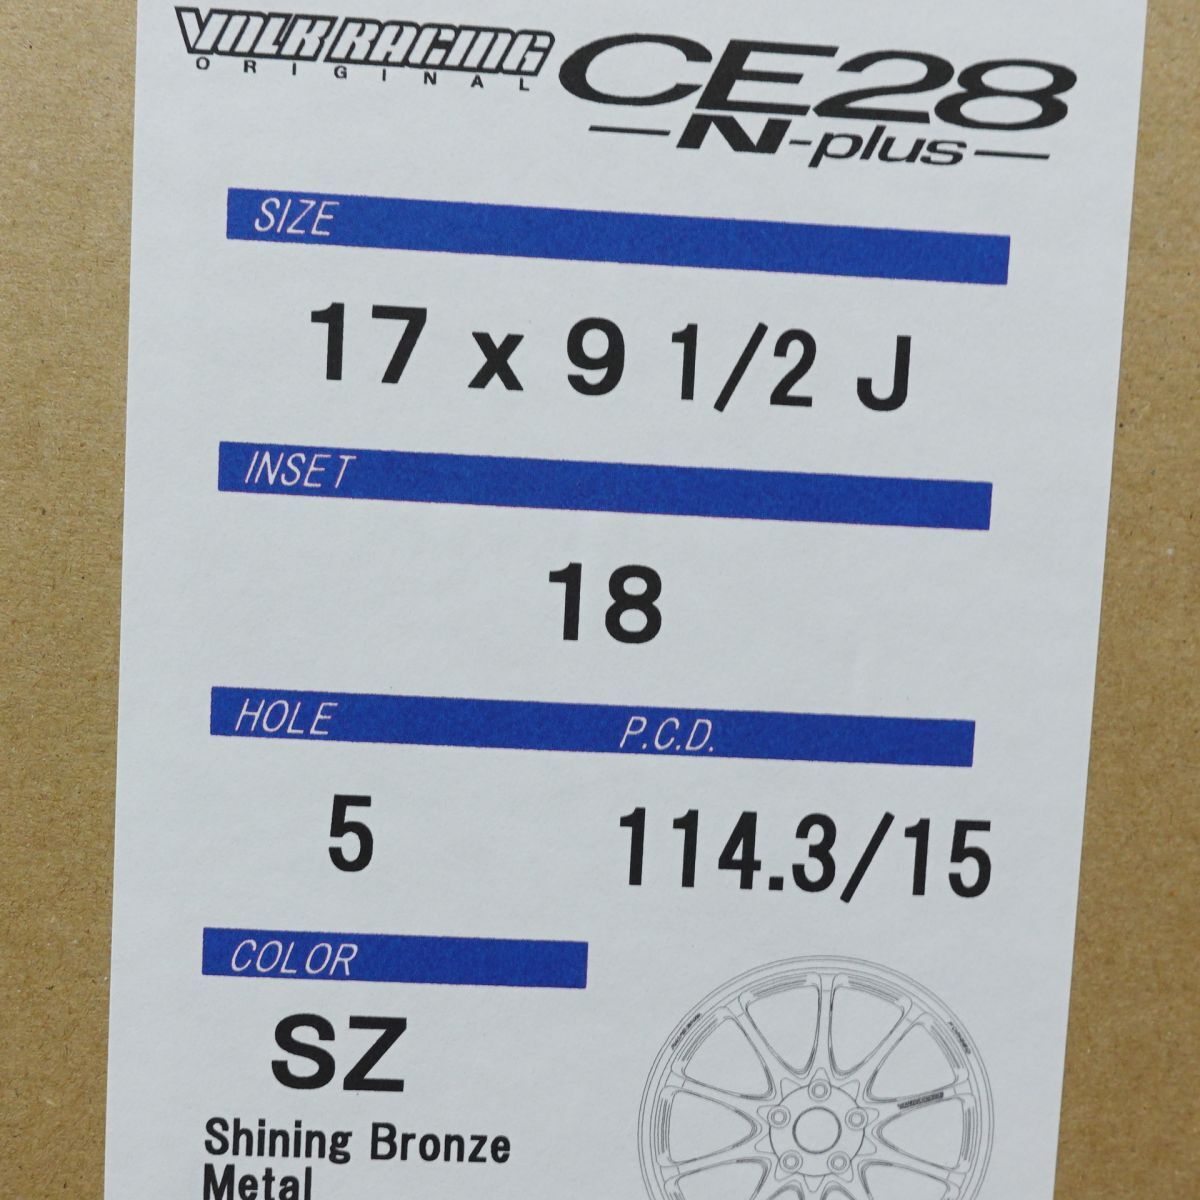 VOLK RACING
ORIGINAL
CE28
N-plus
SIZE
17 x 9 1/2 J
INSET
18
HOLE P.C.D.
5 114.3/15
COLOR
SZ
Shining Bronze
Metal